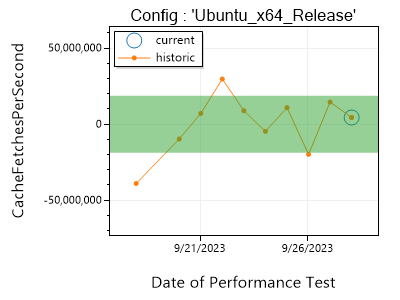 Config : 'Ubuntu_x64_Release'
current
historic
CacheFetchesPerSecond
50,000,000
0
-50,000,000
9/21/2023
9/26/2023
Date of Performance Test